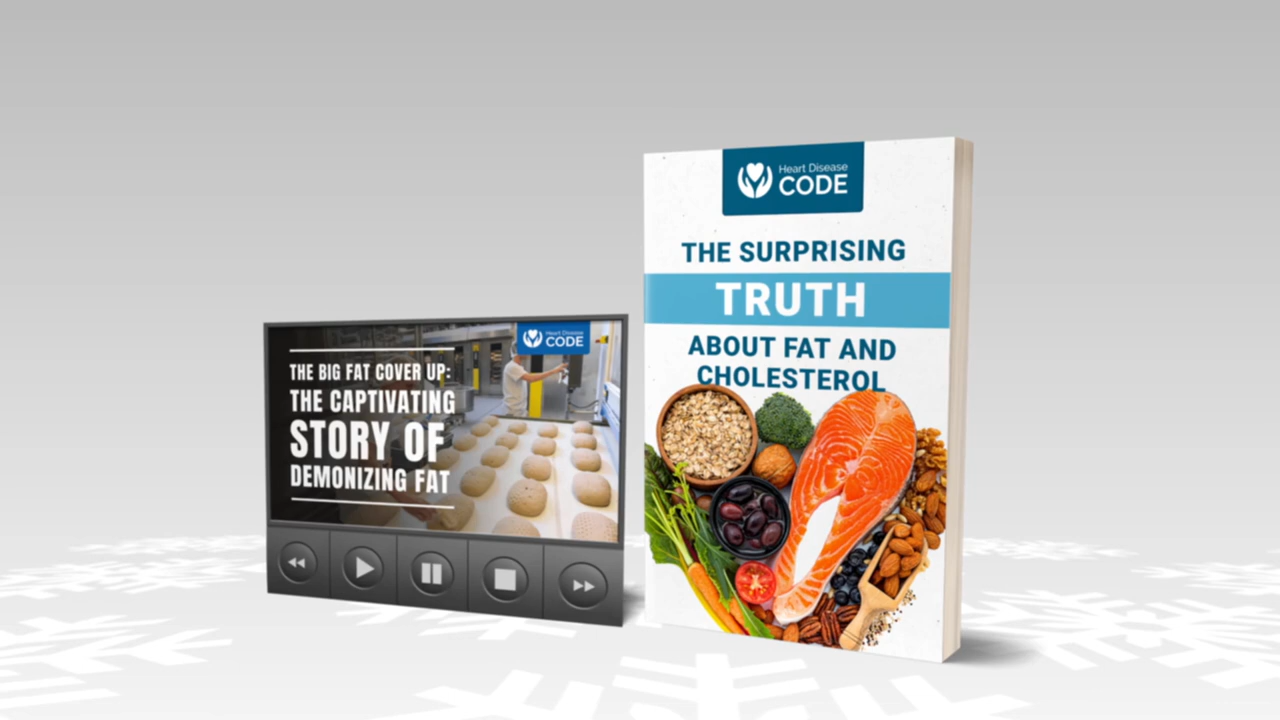 Heart Disease
CODE
THE BIG FAT COVER UP:
THE CAPTIVATING
STORY OF
DEMONIZING FAT
Heart Disease
CODE
THE SURPRISING
TRUTH
ABOUT FAT AND
CHOLESTEROL